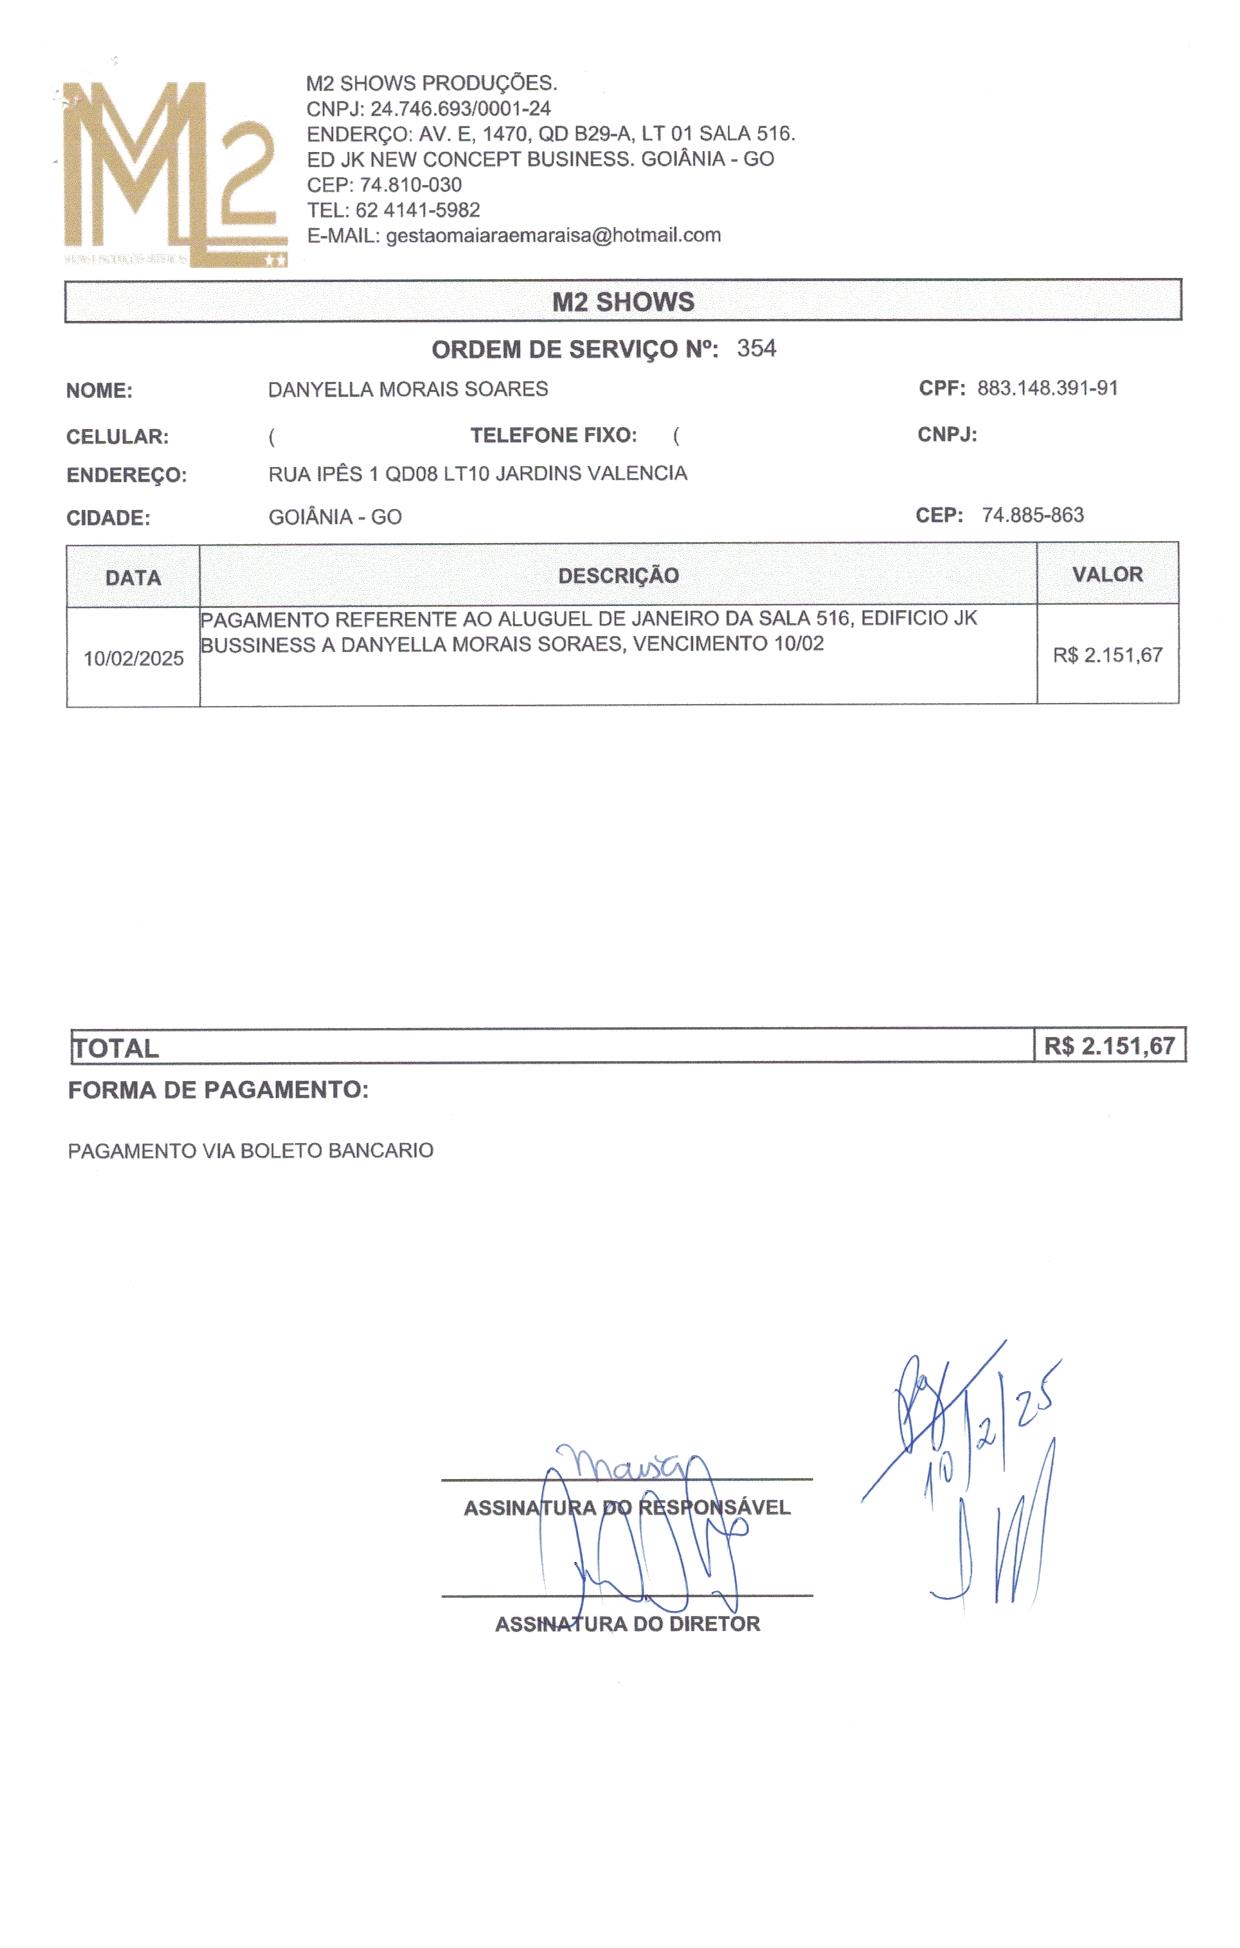 M2
SHOWS E PRODUÇÕES ARTÍSTICAS
M2 SHOWS PRODUÇÕES.
CNPJ: 24.746.693/0001-24
ENDERÇO: AV. E, 1470, QD B29-A, LT 01 SALA 516.
ED JK NEW CONCEPT BUSINESS. GOIÂNIA - GO
CEP: 74.810-030
TEL: 62 4141-5982
E-MAIL: gestaomaiaraemaraisa@hotmail.com
M2 SHOWS
ORDEM DE SERVIÇO Nº: 354
NOME: DANYELLA MORAIS SOARES CPF: 883.148.391-91
CELULAR: ( TELEFONE FIXO: ( CNPJ:
ENDEREÇO: RUA IPÊS 1 QD08 LT10 JARDINS VALENCIA
CIDADE: GOIÂNIA - GO CEP: 74.885-863
DATA DESCRIÇÃO VALOR
PAGAMENTO REFERENTE AO ALUGUEL DE JANEIRO DA SALA 516, EDIFICIO JK
BUSSINESS A DANYELLA MORAIS SORAES, VENCIMENTO 10/02
10/02/2025 R$ 2.151,67
TOTAL R$ 2.151,67
FORMA DE PAGAMENTO:
PAGAMENTO VIA BOLETO BANCARIO
Pg
10/2/25
ASSINATURA DO RESPONSÁVEL
ASSINATURA DO DIRETOR